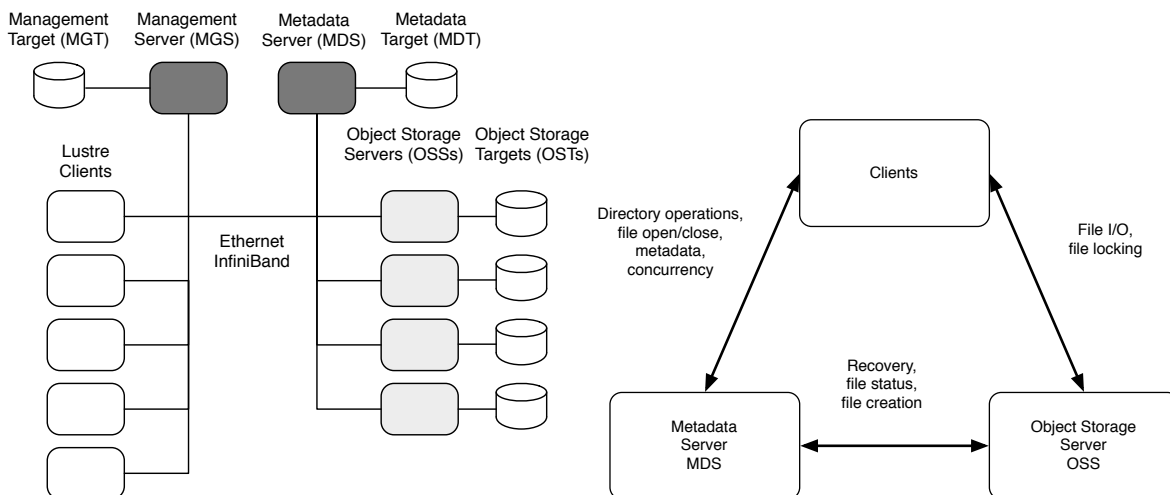 Management
Target (MGT)
Management
Server (MGS)
Metadata
Server (MDS)
Metadata
Target (MDT)
Lustre
Clients
Object Storage
Servers (OSSs)
Object Storage
Targets (OSTs)
Ethernet
InfiniBand
Clients
Directory operations,
file open/close,
metadata,
concurrency
File I/O,
file locking
Recovery,
file status,
file creation
Metadata
Server
MDS
Object Storage
Server
OSS